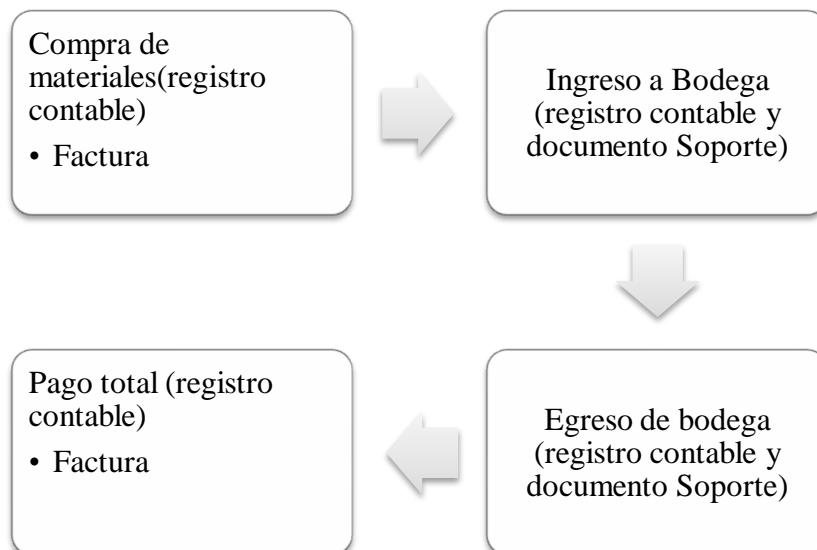 Compra de
materiales(registro
contable)
• Factura
Ingreso a Bodega
(registro contable y
documento Soporte)
Egreso de bodega
(registro contable y
documento Soporte)
Pago total (registro
contable)
• Factura